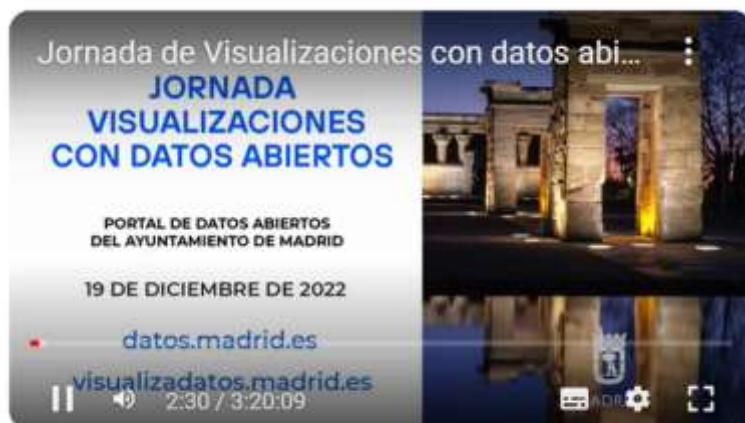 Jornada de Visualizaciones con datos abi...
JORNADA
VISUALIZACIONES
CON DATOS ABIERTOS
PORTAL DE DATOS ABIERTOS
DEL AYUNTAMIENTO DE MADRID
19 DE DICIEMBRE DE 2022
datos.madrid.es
visualizadatos.madrid.es
2:30 / 3:20:09